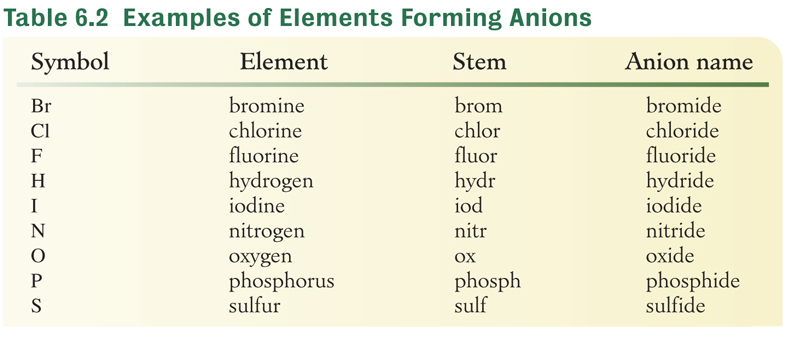 Table 6.2 Examples of Elements Forming Anions
Symbol Element Stem Anion name
Br bromine brom bromide
Cl chlorine chlor chloride
F fluorine fluor fluoride
H hydrogen hydr hydride
I iodine iod iodide
N nitrogen nitr nitride
O oxygen ox oxide
P phosphorus phosph phosphide
S sulfur sulf sulfide